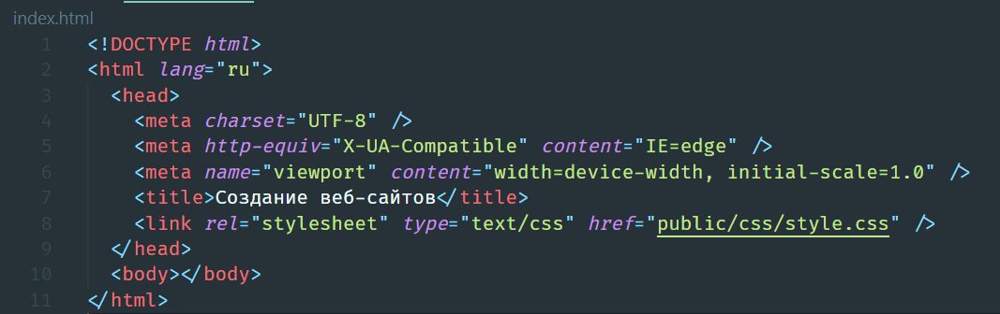 index.html
1 <!DOCTYPE html>
2 <html lang="ru">
3 <head>
4 <meta charset="UTF-8" />
5 <meta http-equiv="X-UA-Compatible" content="IE=edge" />
6 <meta name="viewport" content="width=device-width, initial-scale=1.0" />
7 <title>Создание веб-сайтов</title>
8 <link rel="stylesheet" type="text/css" href="public/css/style.css" />
9 </head>
10 <body></body>
11 </html>